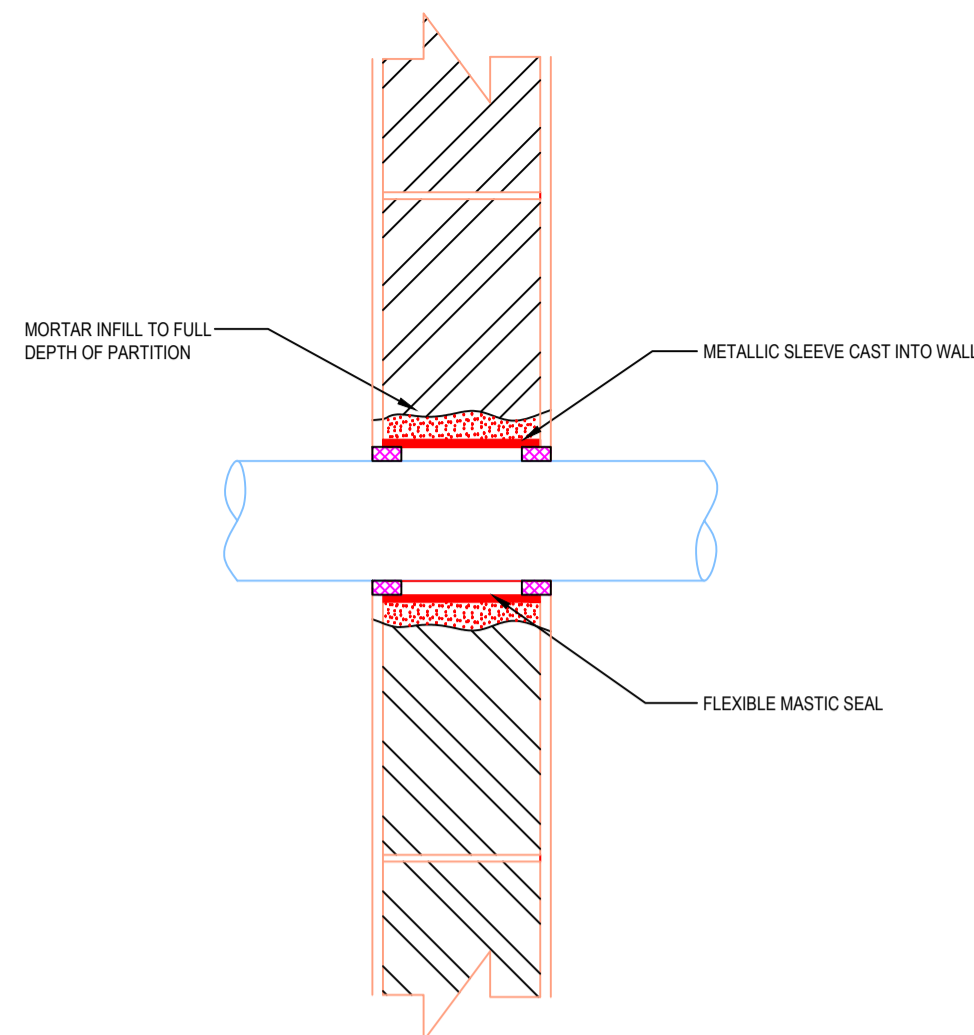 MORTAR INFILL TO FULL
DEPTH OF PARTITION
METALLIC SLEEVE CAST INTO WALL
FLEXIBLE MASTIC SEAL